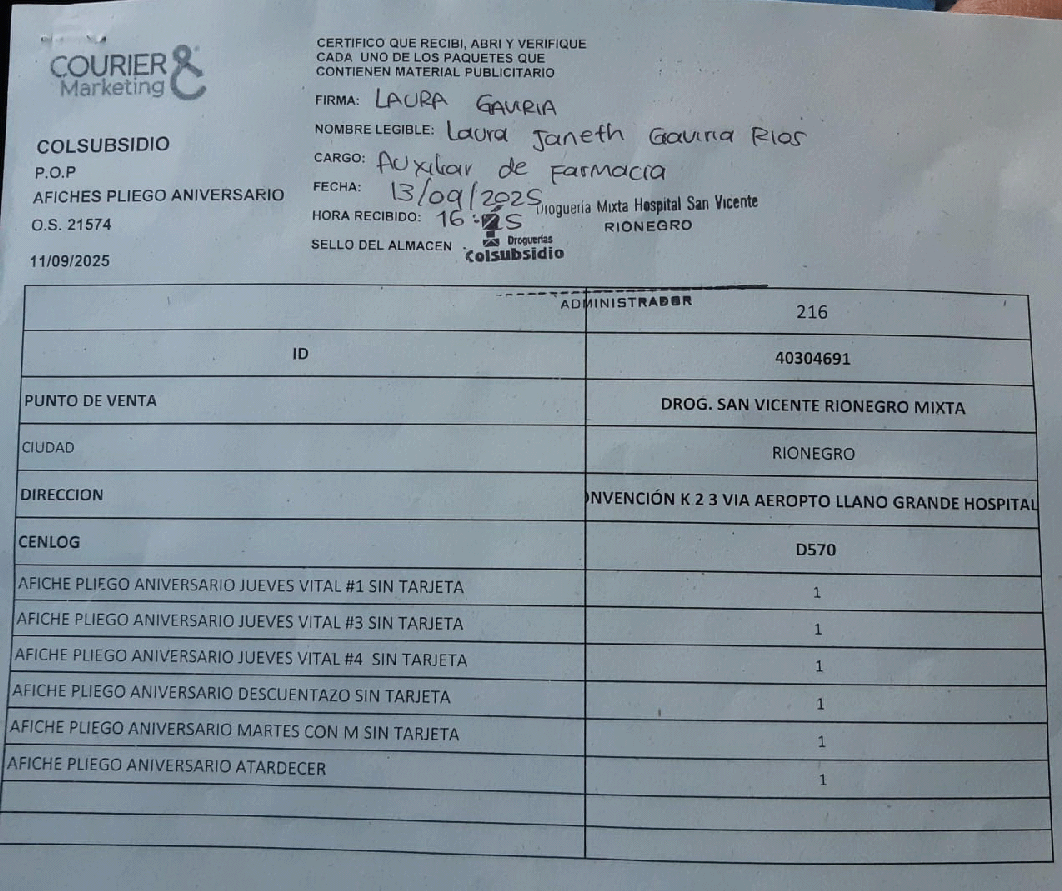 COURIER &
Marketing
COLSUBSIDIO
P.O.P
AFICHES PLIEGO ANIVERSARIO
O.S. 21574
11/09/2025
CERTIFICO QUE RECIBI, ABRI Y VERIFIQUE
CADA UNO DE LOS PAQUETES QUE
CONTIENEN MATERIAL PUBLICITARIO
FIRMA: LAURA GAVIRIA
NOMBRE LEGIBLE: Laura Janeth Gaviria Rios
CARGO: Auxiliar de Farmacia
FECHA: 13/09/2025
HORA RECIBIDO: 16
SELLO DEL ALMACEN
Droguería Mixta Hospital San Vicente
RIONEGRO
Droguerías
Colsubsidio
ADMINISTRADOR
216
ID 40304691
PUNTO DE VENTA DROG. SAN VICENTE RIONEGRO MIXTA
CIUDAD RIONEGRO
DIRECCION NVENCIÓN K 2 3 VIA AEROPTO LLANO GRANDE HOSPITAL
CENLOG D570
AFICHE PLIEGO ANIVERSARIO JUEVES VITAL #1 SIN TARJETA 1
AFICHE PLIEGO ANIVERSARIO JUEVES VITAL #3 SIN TARJETA 1
AFICHE PLIEGO ANIVERSARIO JUEVES VITAL #4 SIN TARJETA 1
AFICHE PLIEGO ANIVERSARIO DESCUENTAZO SIN TARJETA 1
AFICHE PLIEGO ANIVERSARIO MARTES CON M SIN TARJETA 1
AFICHE PLIEGO ANIVERSARIO ATARDECER 1